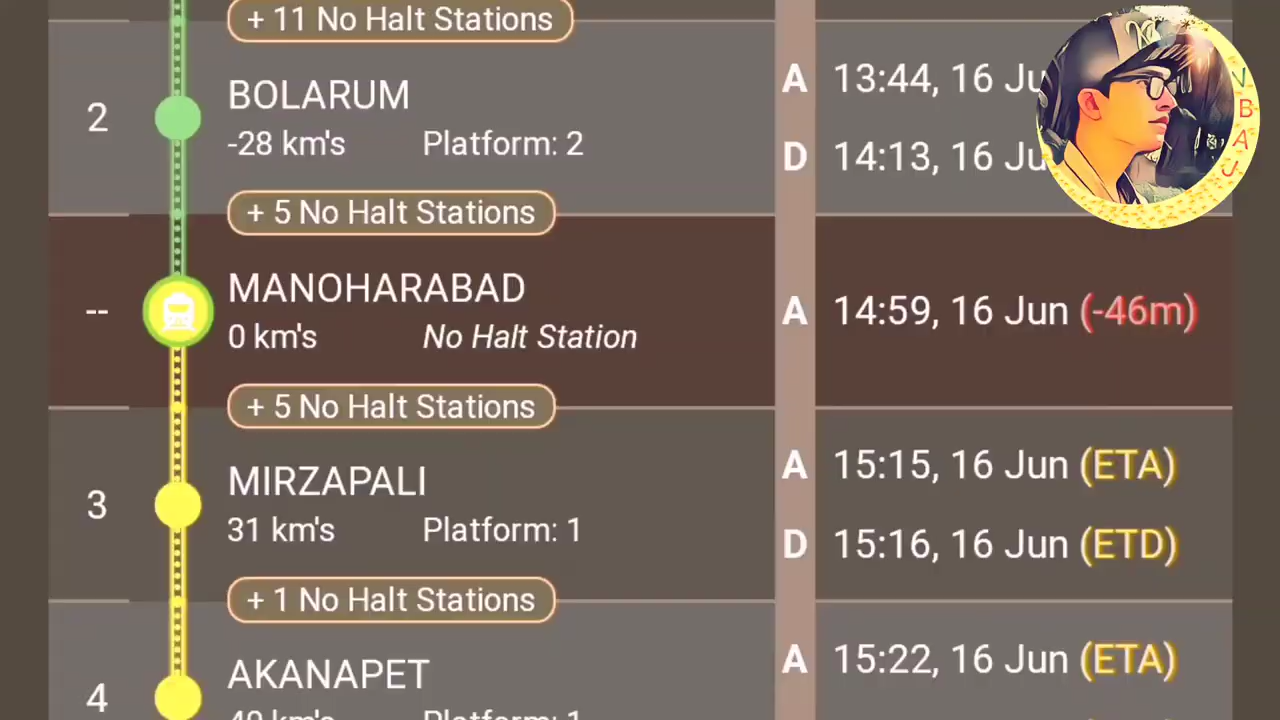 + 11 No Halt Stations
2
BOLARUM
-28 km's Platform: 2
A 13:44, 16
D 14:13, 16
+ 5 No Halt Stations
--
MANOHARABAD
0 km's No Halt Station
A 14:59, 16 Jun (-46m)
+ 5 No Halt Stations
3
MIRZAPALI
31 km's Platform: 1
A 15:15, 16 Jun (ETA)
D 15:16, 16 Jun (ETD)
+ 1 No Halt Stations
4
AKANAPET
A 15:22, 16 Jun (ETA)